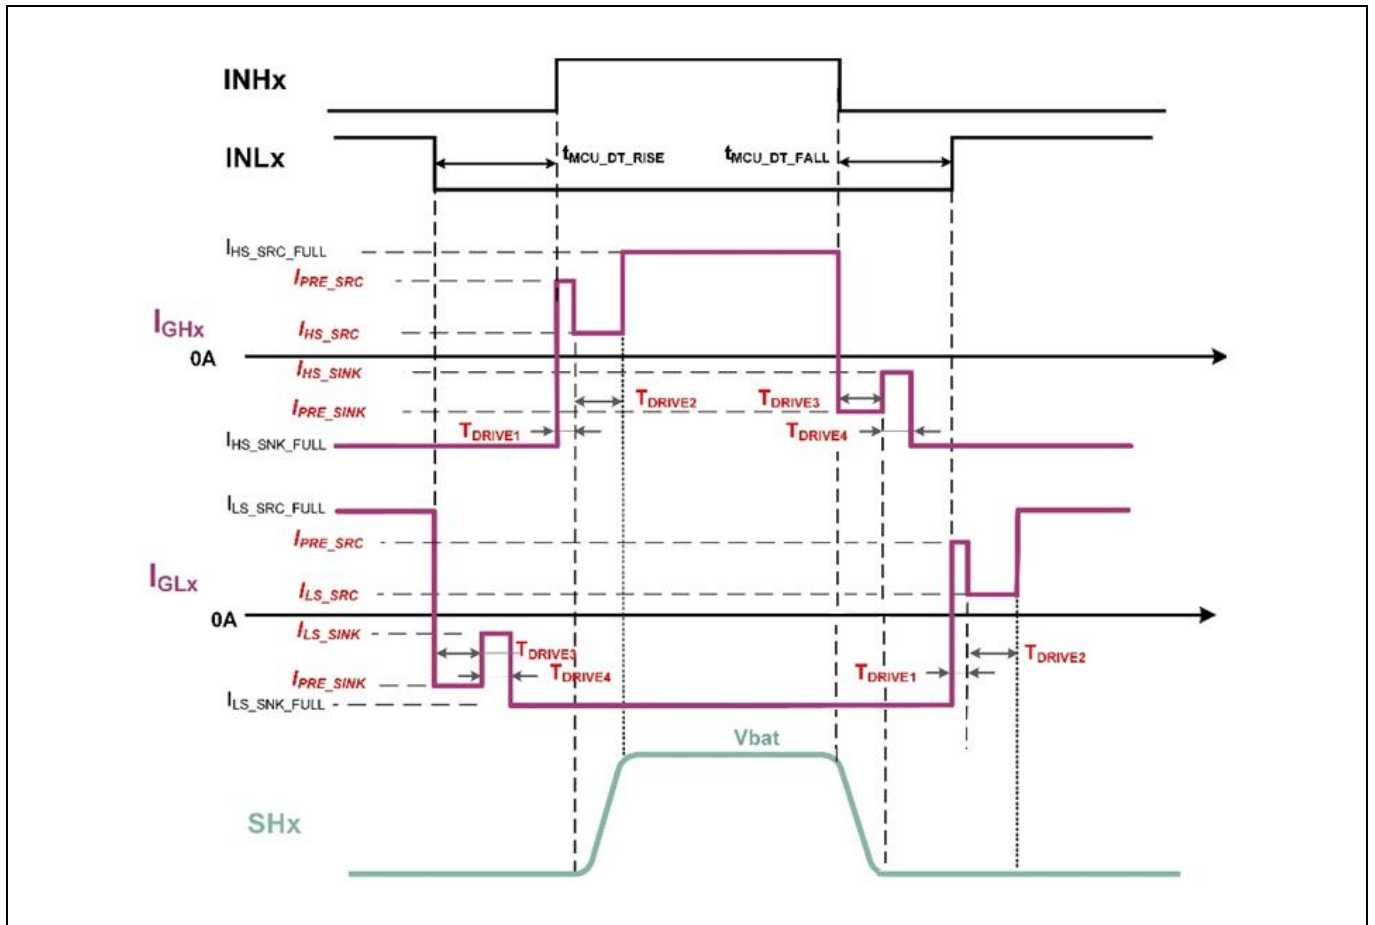 INHx
INLx
tMCU_DT_RISE
tMCU_DT_FALL
IHS_SRC_FULL
IPRE_SRC
IGHx
IHS_SRC
0A
IHS_SINK
IPRE_SINK
TDRIVE2
TDRIVE3
TDRIVE1
TDRIVE4
IHS_SNK_FULL
ILS_SRC_FULL
IPRE_SRC
IGLx
ILS_SRC
0A
ILS_SINK
TDRIVE3
TDRIVE2
IPRE_SINK
TDRIVE4
TDRIVE1
ILS_SNK_FULL
Vbat
SHx